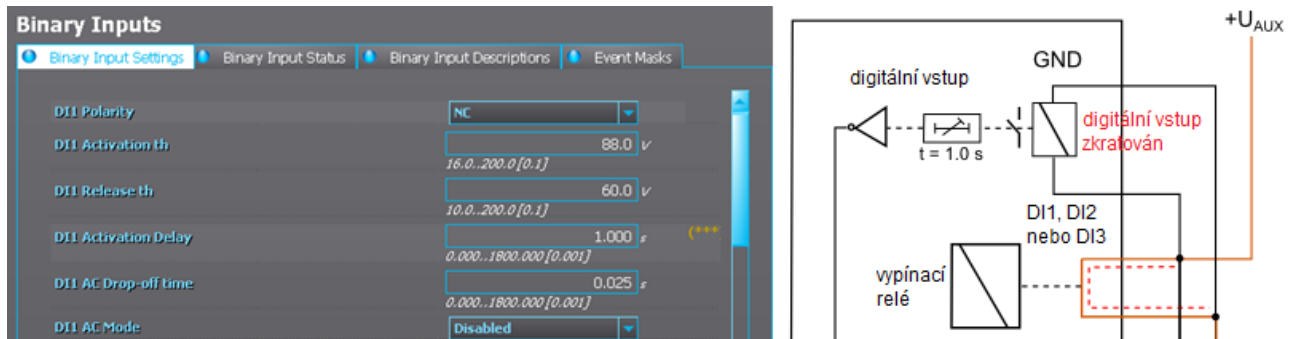 Binary Inputs
Binary Input Settings
Binary Input Status
Binary Input Descriptions
Event Masks
DI1 Polarity
NC
DI1 Activation th
88.0 V
16.0..200.0 [0.1]
DI1 Release th
60.0 V
10.0..200.0 [0.1]
DI1 Activation Delay
1.000 s
(***
0.000..1800.000 [0.001]
DI1 AC Drop-off time
0.025 s
0.000..1800.000 [0.001]
DI1 AC Mode
Disabled
+UAUX
GND
digitální vstup
digitální vstup
zkratován
t = 1.0 s
DI1, DI2
nebo DI3
vypínací
relé